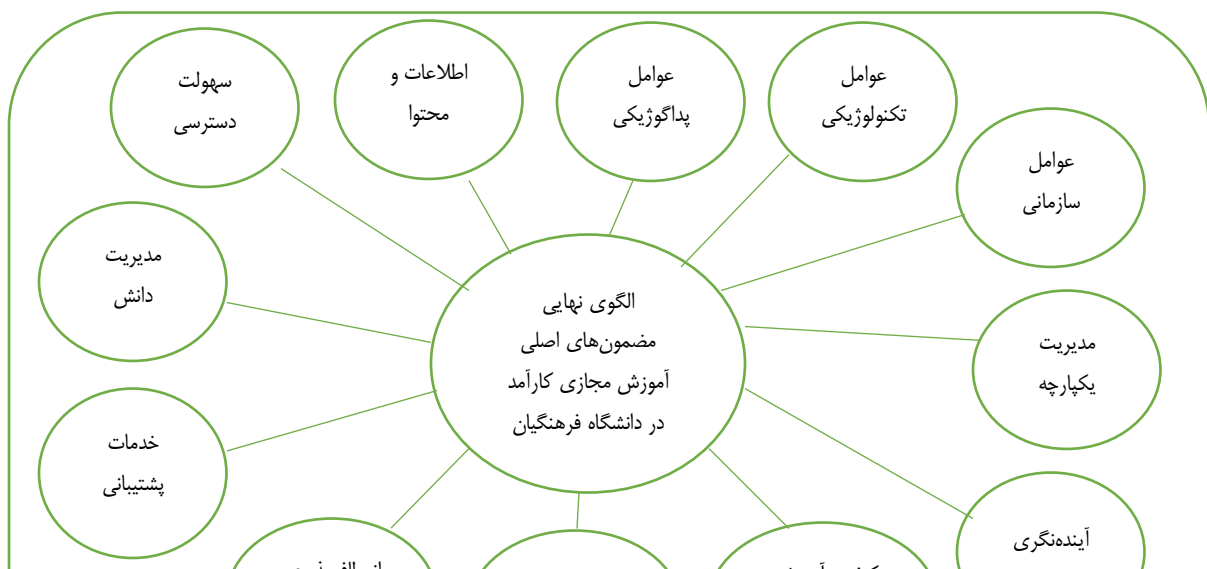 عوامل
تکنولوژیکی
عوامل
پداگوژیکی
اطلاعات و
محتوا
سهولت
دسترسی
عوامل
سازمانی
مدیریت
دانش
الگوی نهایی
مضمون‌های اصلی
آموزش مجازی کارآمد
در دانشگاه فرهنگیان
مدیریت
یکپارچه
خدمات
پشتیبانی
آینده‌نگری